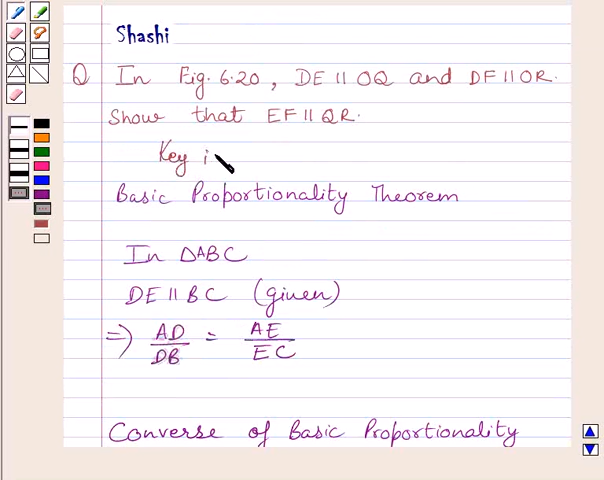 Shashi
Q In Fig. 6.20, DE || OQ and DF || OR.
Show that EF || QR.
Key i
Basic Proportionality Theorem
In ΔABC
DE || BC (given)
⇒ AD/DB = AE/EC
Converse of Basic Proportionality